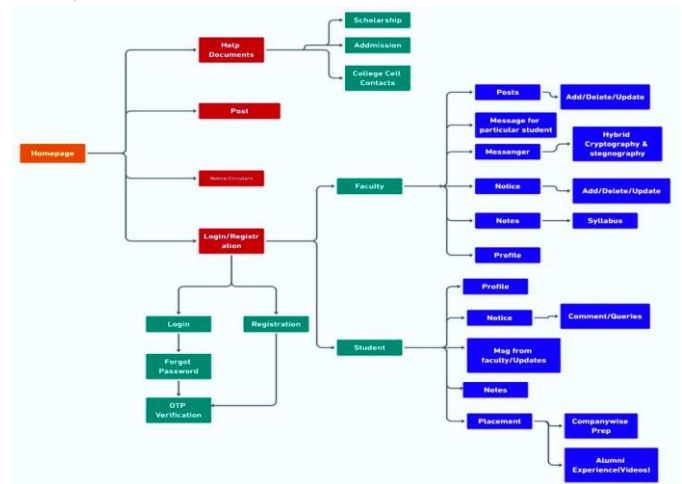 Scholarship
Help
Documents
Addmission
College Cell
Contacts
Posts
Add/Delete/Update
Post
Message for
particular student
Hybrid
Cryptography &
stegnography
Messenger
Homepage
Notice/Circulars
Faculty
Notice
Add/Delete/Update
Notes
Syllabus
Login/Registr
ation
Profile
Profile
Login
Registration
Notice
Comment/Queries
Student
Msg from
faculty/Updates
Forgot
Password
Notes
OTP
Verification
Placement
Companywise
Prep
Alumni
Experience(Videos)